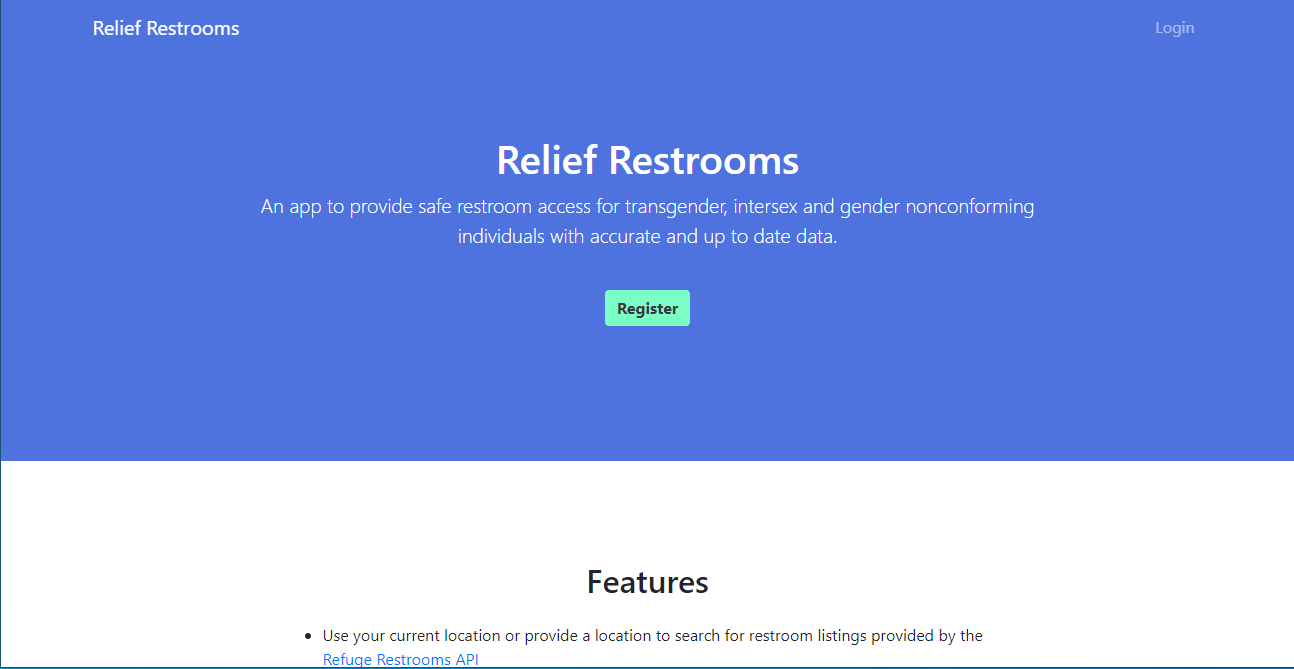 Relief Restrooms
Login
Relief Restrooms
An app to provide safe restroom access for transgender, intersex and gender nonconforming
individuals with accurate and up to date data.
Register
Features
Use your current location or provide a location to search for restroom listings provided by the
Refuge Restrooms API